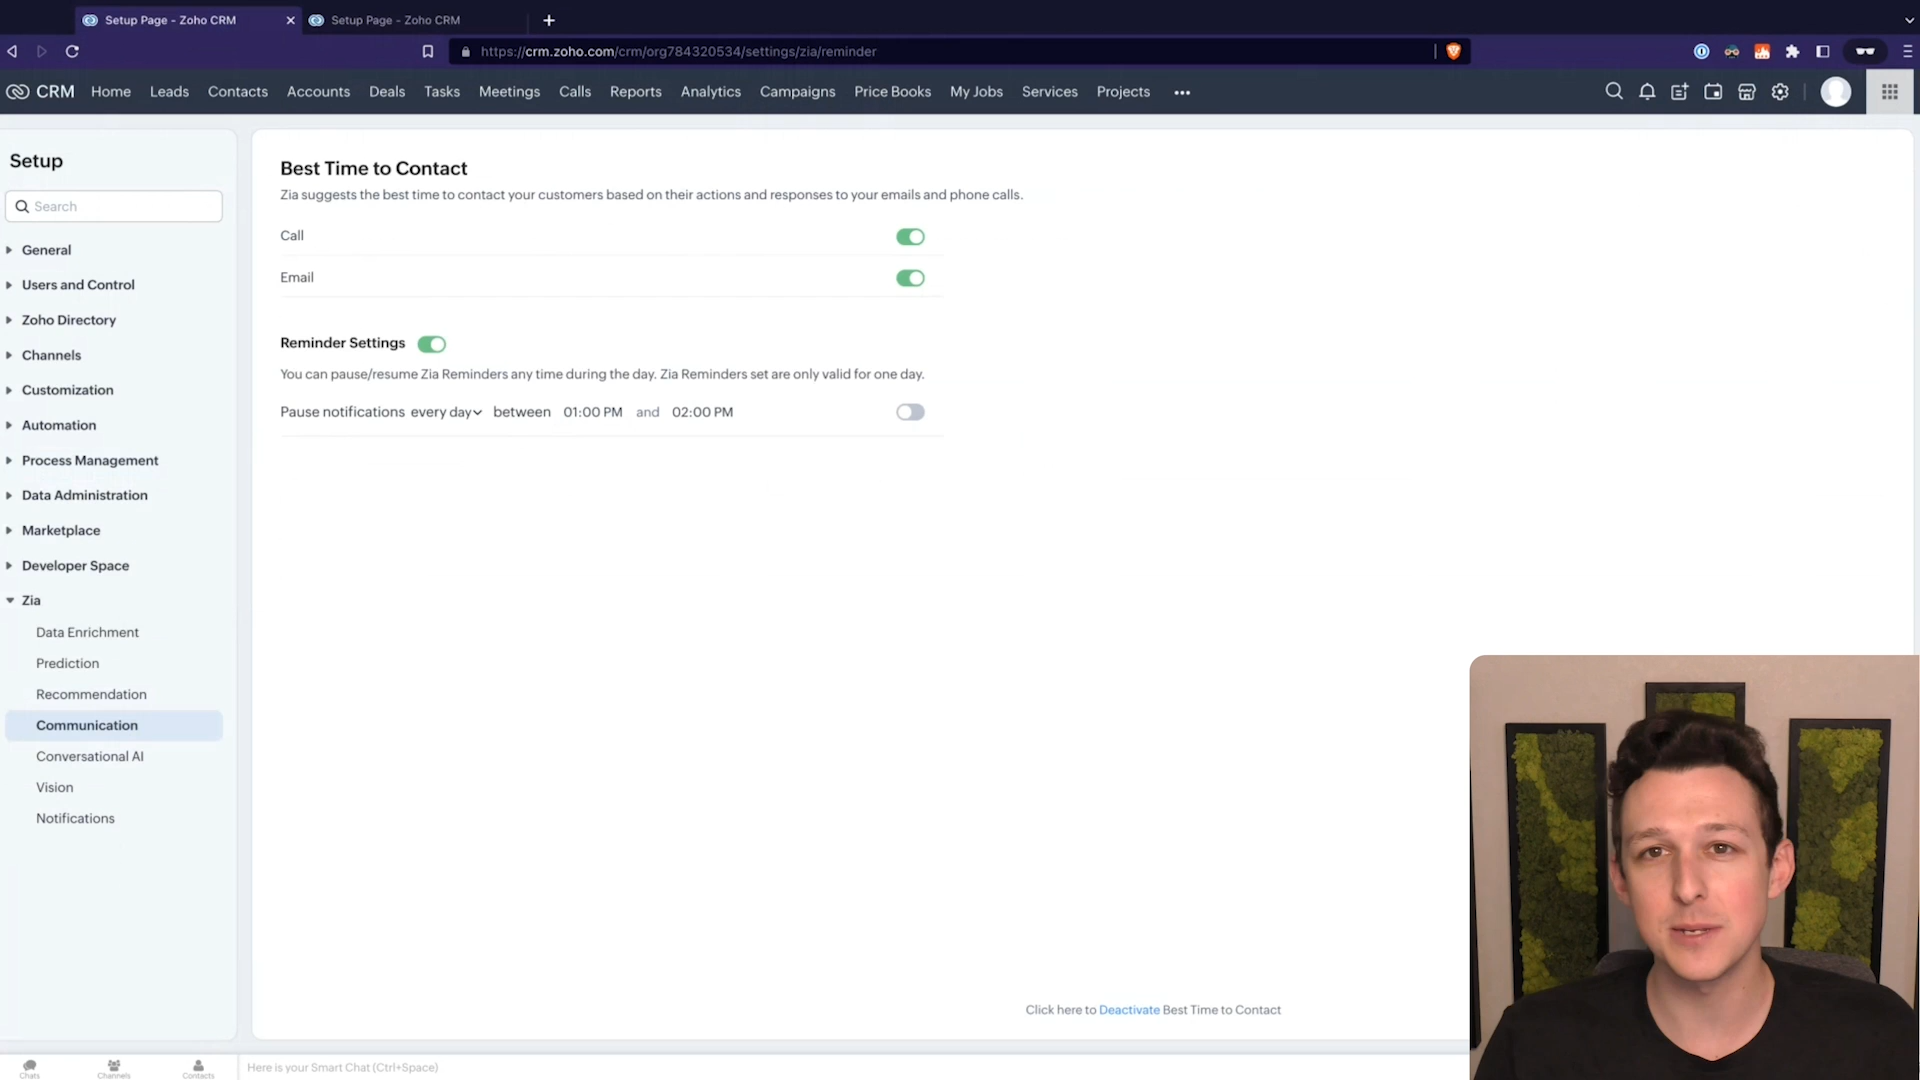 Setup Page - Zoho CRM
Setup Page - Zoho CRM
https://crm.zoho.com/crm/org784320534/settings/zia/reminder
CRM Home Leads Contacts Accounts Deals Tasks Meetings Calls Reports Analytics Campaigns Price Books My Jobs Services Projects
Setup
Search
General
Users and Control
Zoho Directory
Channels
Customization
Automation
Process Management
Data Administration
Marketplace
Developer Space
Zia
Data Enrichment
Prediction
Recommendation
Communication
Conversational AI
Vision
Notifications
Best Time to Contact
Zia suggests the best time to contact your customers based on their actions and responses to your emails and phone calls.
Call
Email
Reminder Settings
You can pause/resume Zia Reminders any time during the day. Zia Reminders set are only valid for one day.
Pause notifications every day between 01:00 PM and 02:00 PM
Click here to Deactivate Best Time to Contact
Chats Channels Contacts
Here is your Smart Chat (Ctrl+Space)